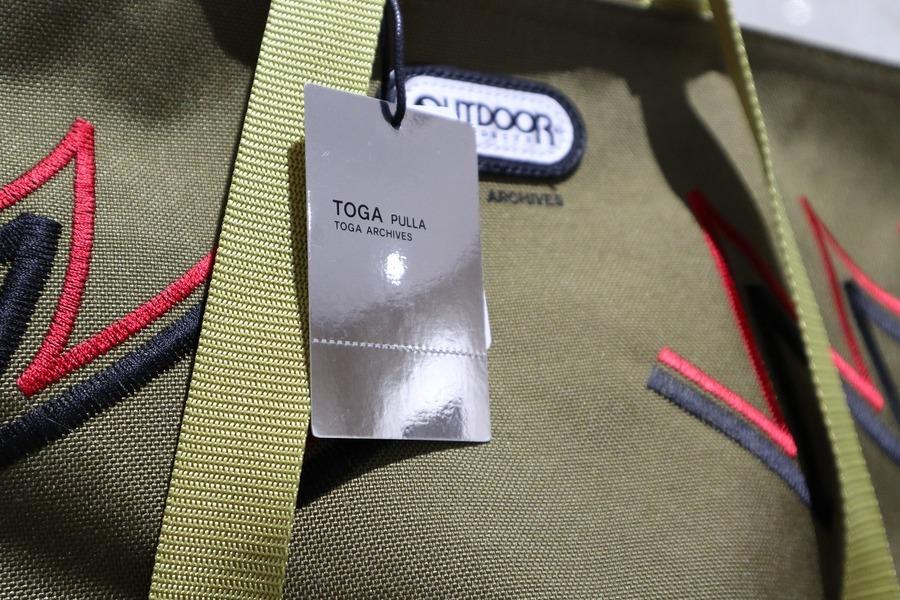 OUTDOOR
ARCHIVES
TOGA PULLA
TOGA ARCHIVES